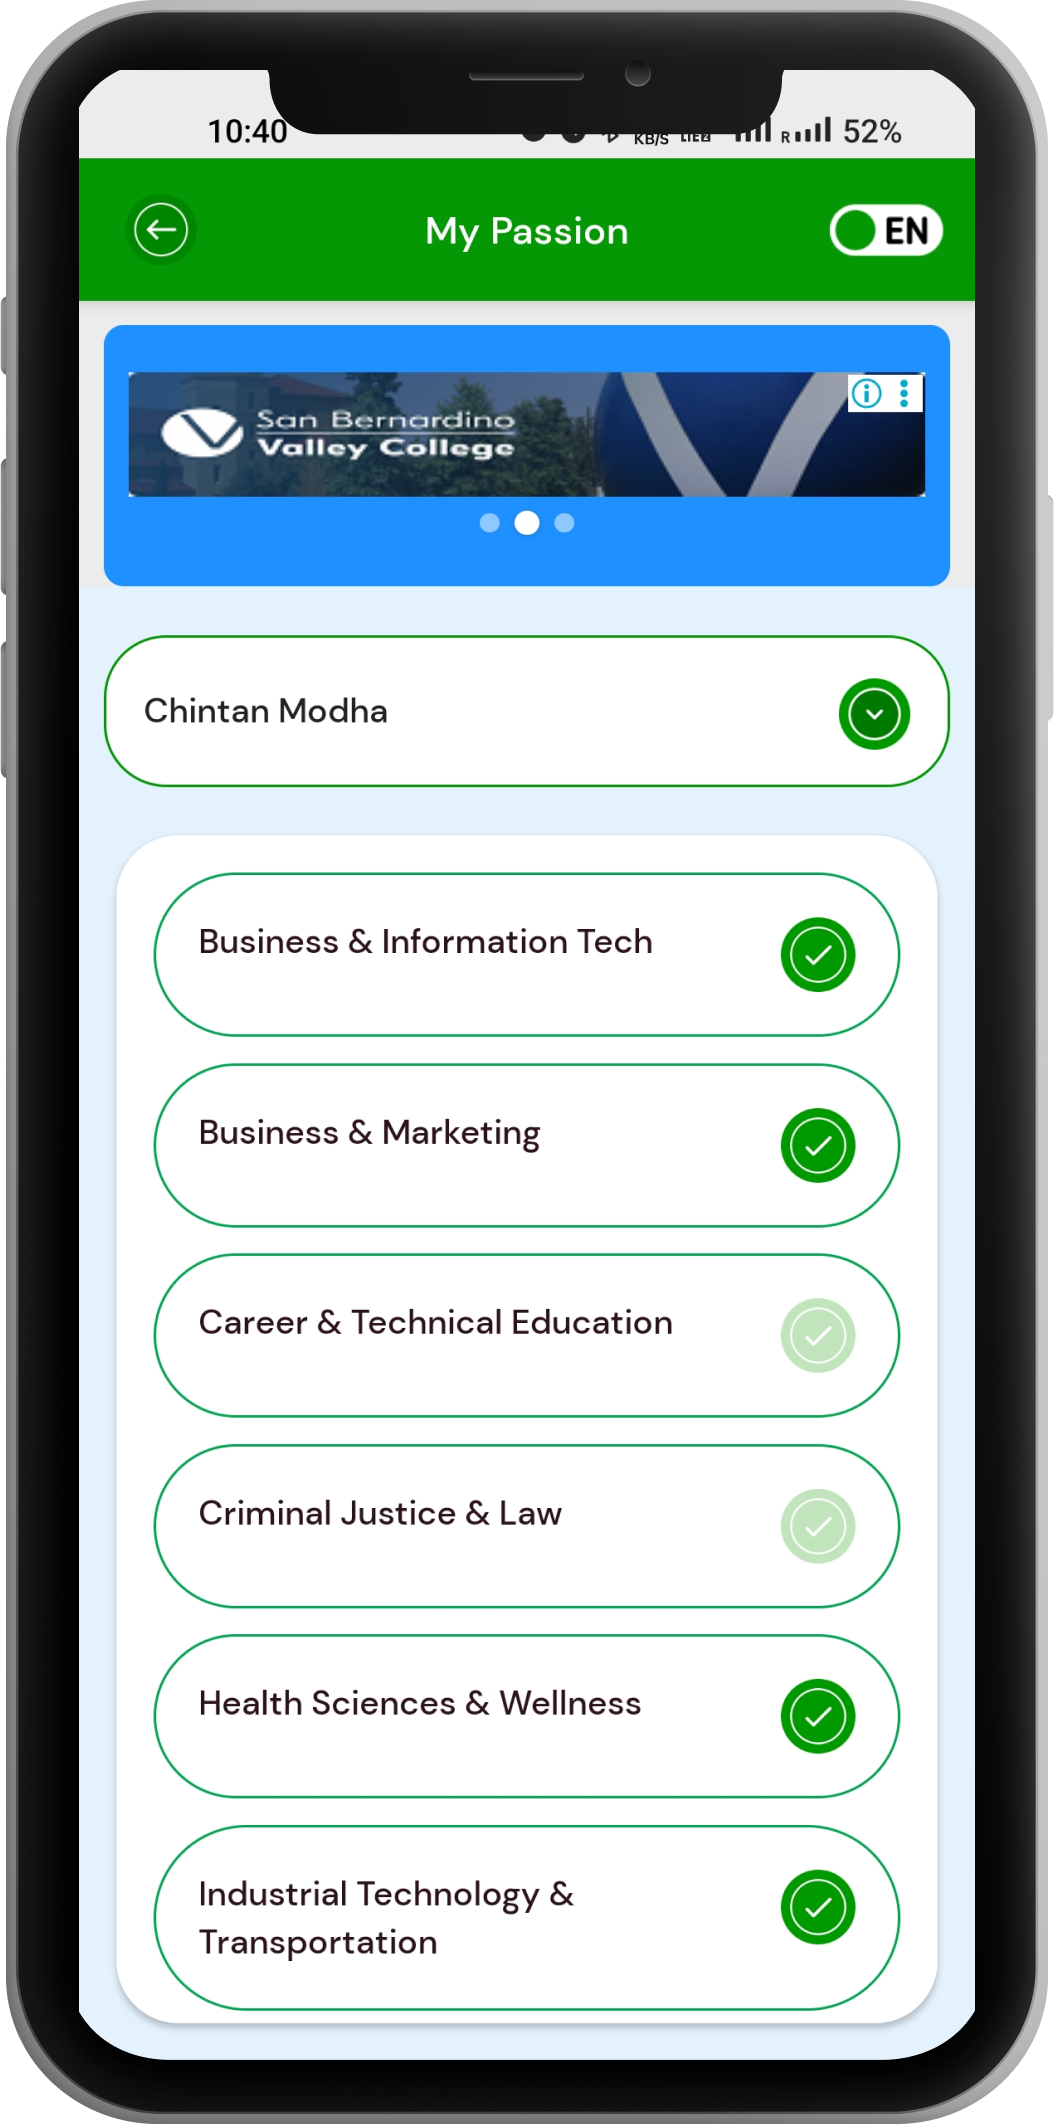 10:40
KB/S
R
52%
My Passion
EN
San Bernardino
Valley College
Chintan Modha
Business & Information Tech
Business & Marketing
Career & Technical Education
Criminal Justice & Law
Health Sciences & Wellness
Industrial Technology &
Transportation